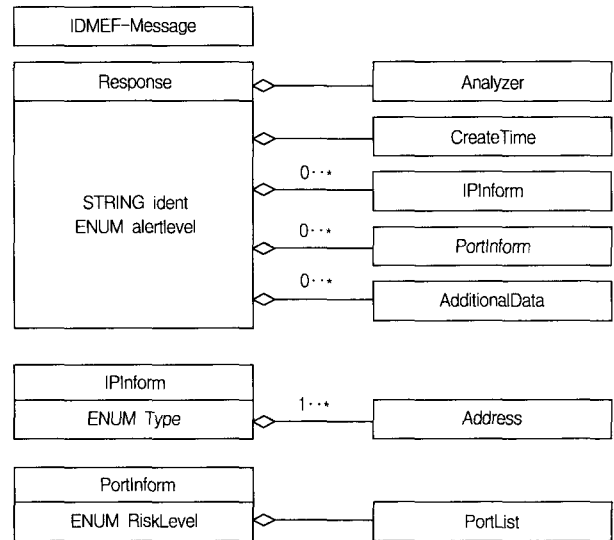 IDMEF-Message
Response
Analyzer
CreateTime
0··*
IPInform
STRING ident
ENUM alertlevel
0··*
PortInform
0··*
AdditionalData
IPInform
ENUM Type
1··*
Address
PortInform
ENUM RiskLevel
PortList